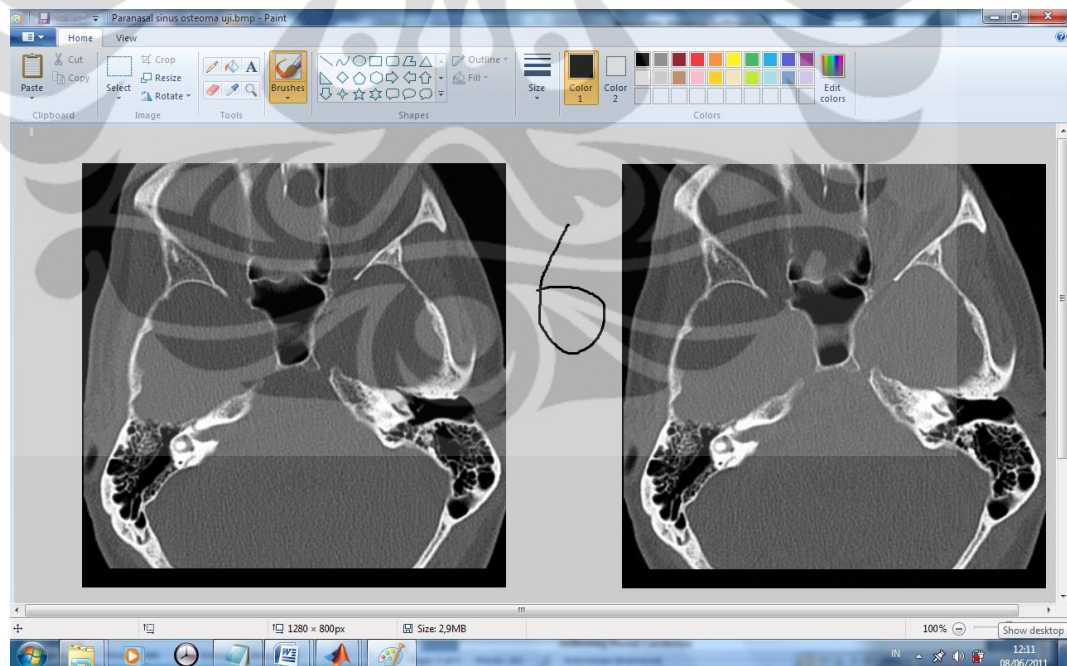 Paranasal sinus osteoma uji.bmp - Paint
Home View
Paste
Cut
Copy
Clipboard
Select
Crop
Resize
Rotate
Image
A
Tools
Brushes
Outline
Fill
Shapes
Size
Color 1
Color 2
Edit colors
Colors
6
1280 × 800px
Size: 2,9MB
100%
Show desktop
IN
12:11
08/06/2011